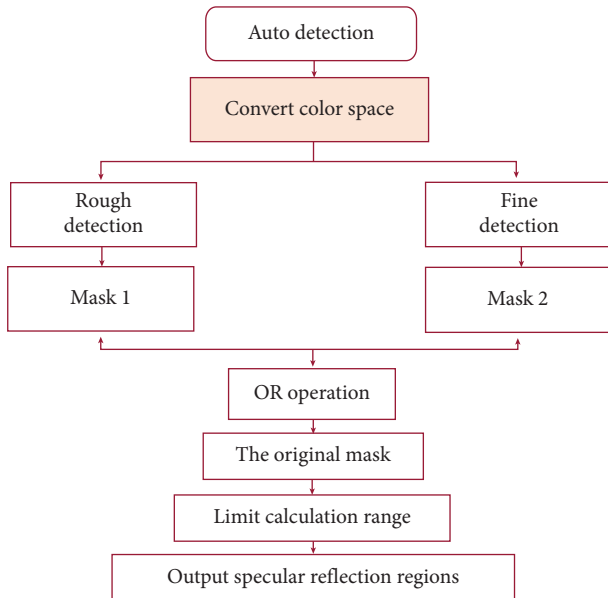 Auto detection
Convert color space
Rough
detection
Fine
detection
Mask 1
Mask 2
OR operation
The original mask
Limit calculation range
Output specular reflection regions